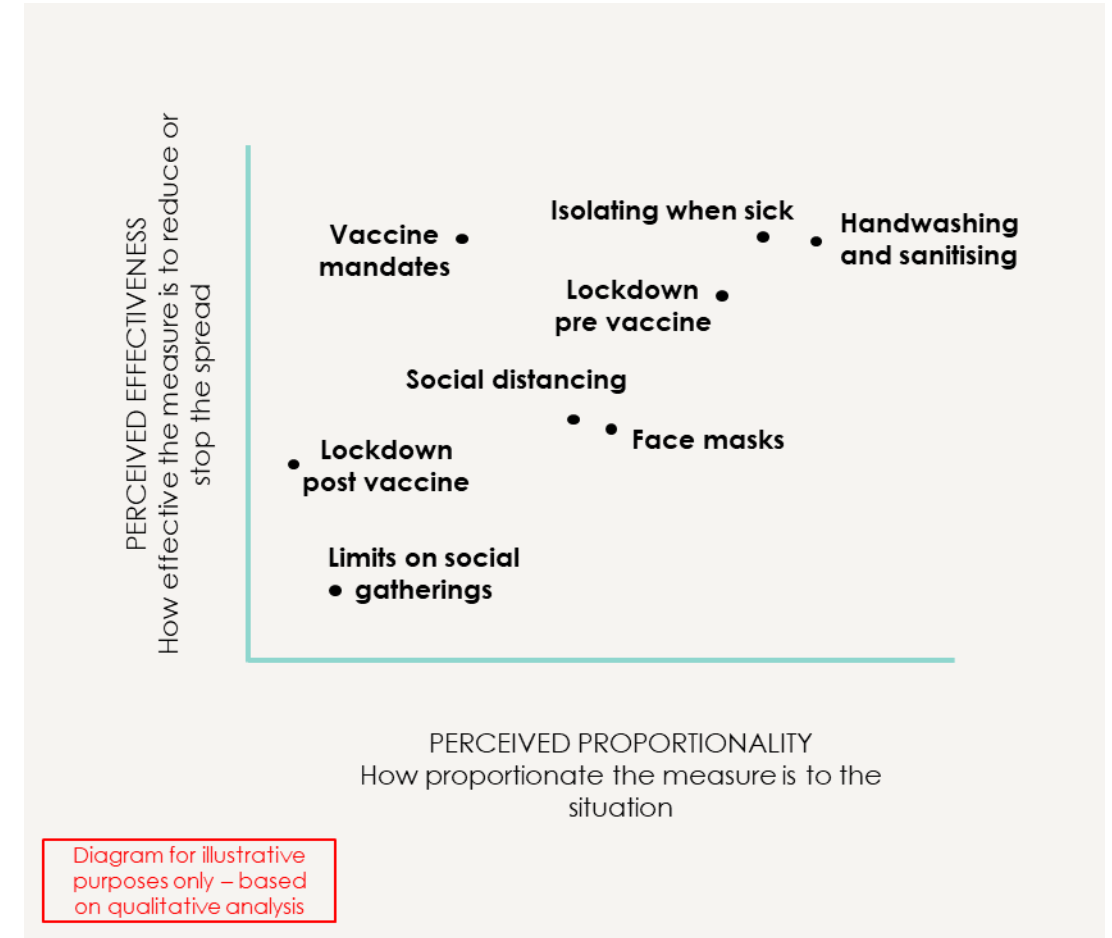 PERCEIVED EFFECTIVENESS
How effective the measure is to reduce or
stop the spread
Isolating when sick
Handwashing
and sanitising
Vaccine
mandates
Lockdown
pre vaccine
Social distancing
Face masks
Lockdown
post vaccine
Limits on social
gatherings
PERCEIVED PROPORTIONALITY
How proportionate the measure is to the
situation
Diagram for illustrative
purposes only – based
on qualitative analysis